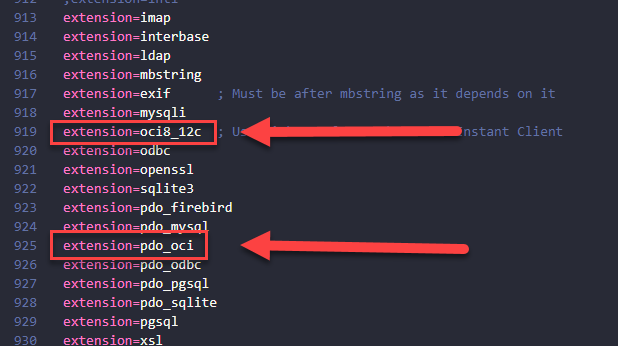 912 ;extension=intl
913 extension=imap
914 extension=interbase
915 extension=ldap
916 extension=mbstring
917 extension=exif ; Must be after mbstring as it depends on it
918 extension=mysqli
919 extension=oci8_12c ; Instant Client
920 extension=odbc
921 extension=openssl
922 extension=sqlite3
923 extension=pdo_firebird
924 extension=pdo_mysql
925 extension=pdo_oci
926 extension=pdo_odbc
927 extension=pdo_pgsql
928 extension=pdo_sqlite
929 extension=pgsql
930 extension=xsl